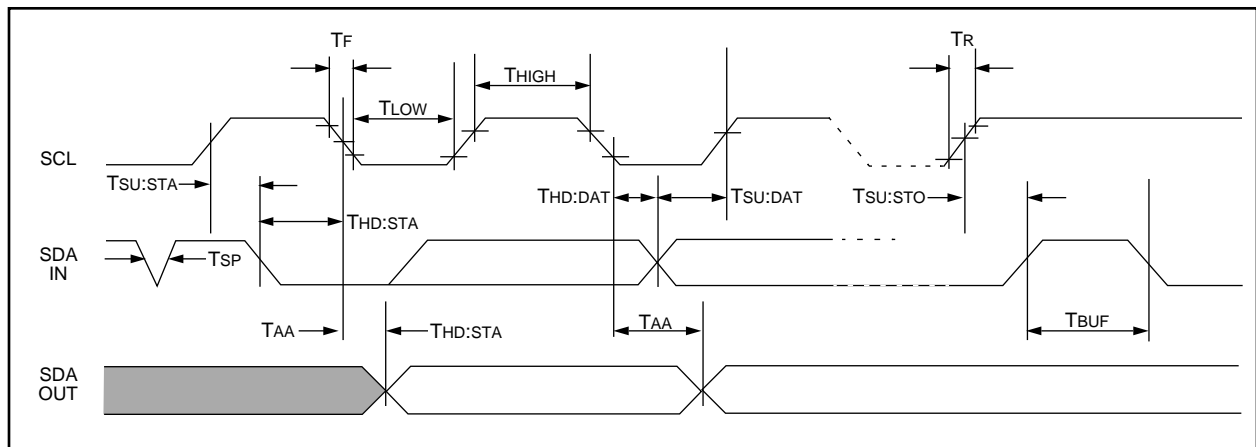 TF
TR
THIGH
TLOW
SCL
TSU:STA
THD:DAT
TSU:DAT
TSU:STO
THD:STA
SDA
IN
TSP
TAA
THD:STA
TAA
TBUF
SDA
OUT